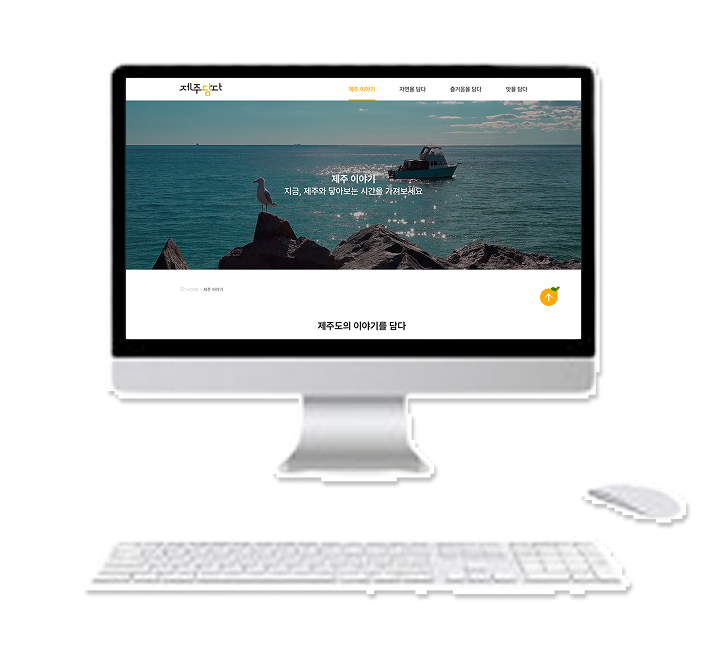 제주담다
제주 이야기 자연을 담다 즐거움을 담다 맛을 담다
제주 이야기
지금, 제주와 닿아보는 시간을 가져보세요
HOME > 제주 이야기
제주도의 이야기를 담다